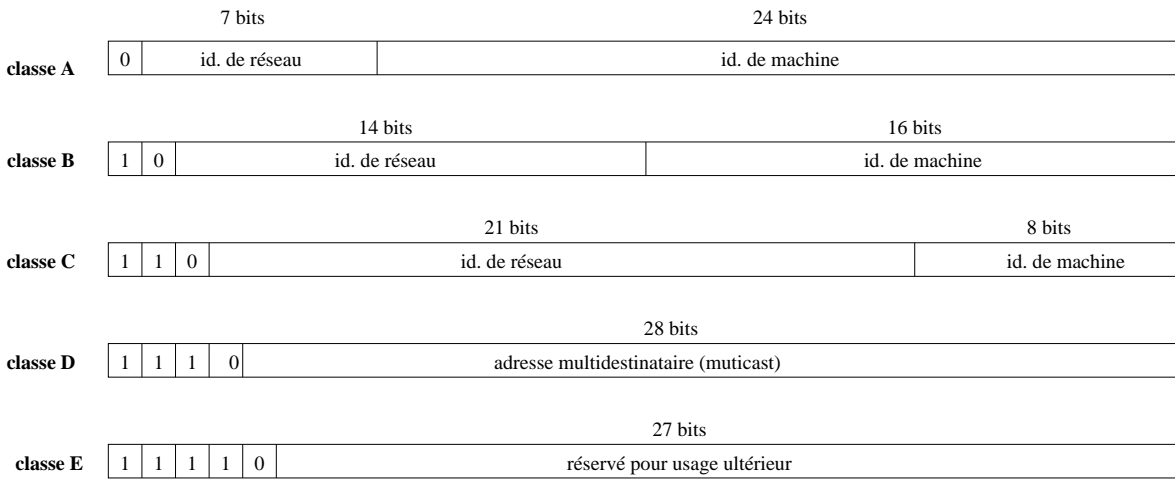 7 bits 24 bits
classe A 0 id. de réseau id. de machine
14 bits 16 bits
classe B 1 0 id. de réseau id. de machine
21 bits 8 bits
classe C 1 1 0 id. de réseau id. de machine
28 bits
classe D 1 1 1 0 adresse multidestinataire (muticast)
27 bits
classe E 1 1 1 1 0 réservé pour usage ultérieur